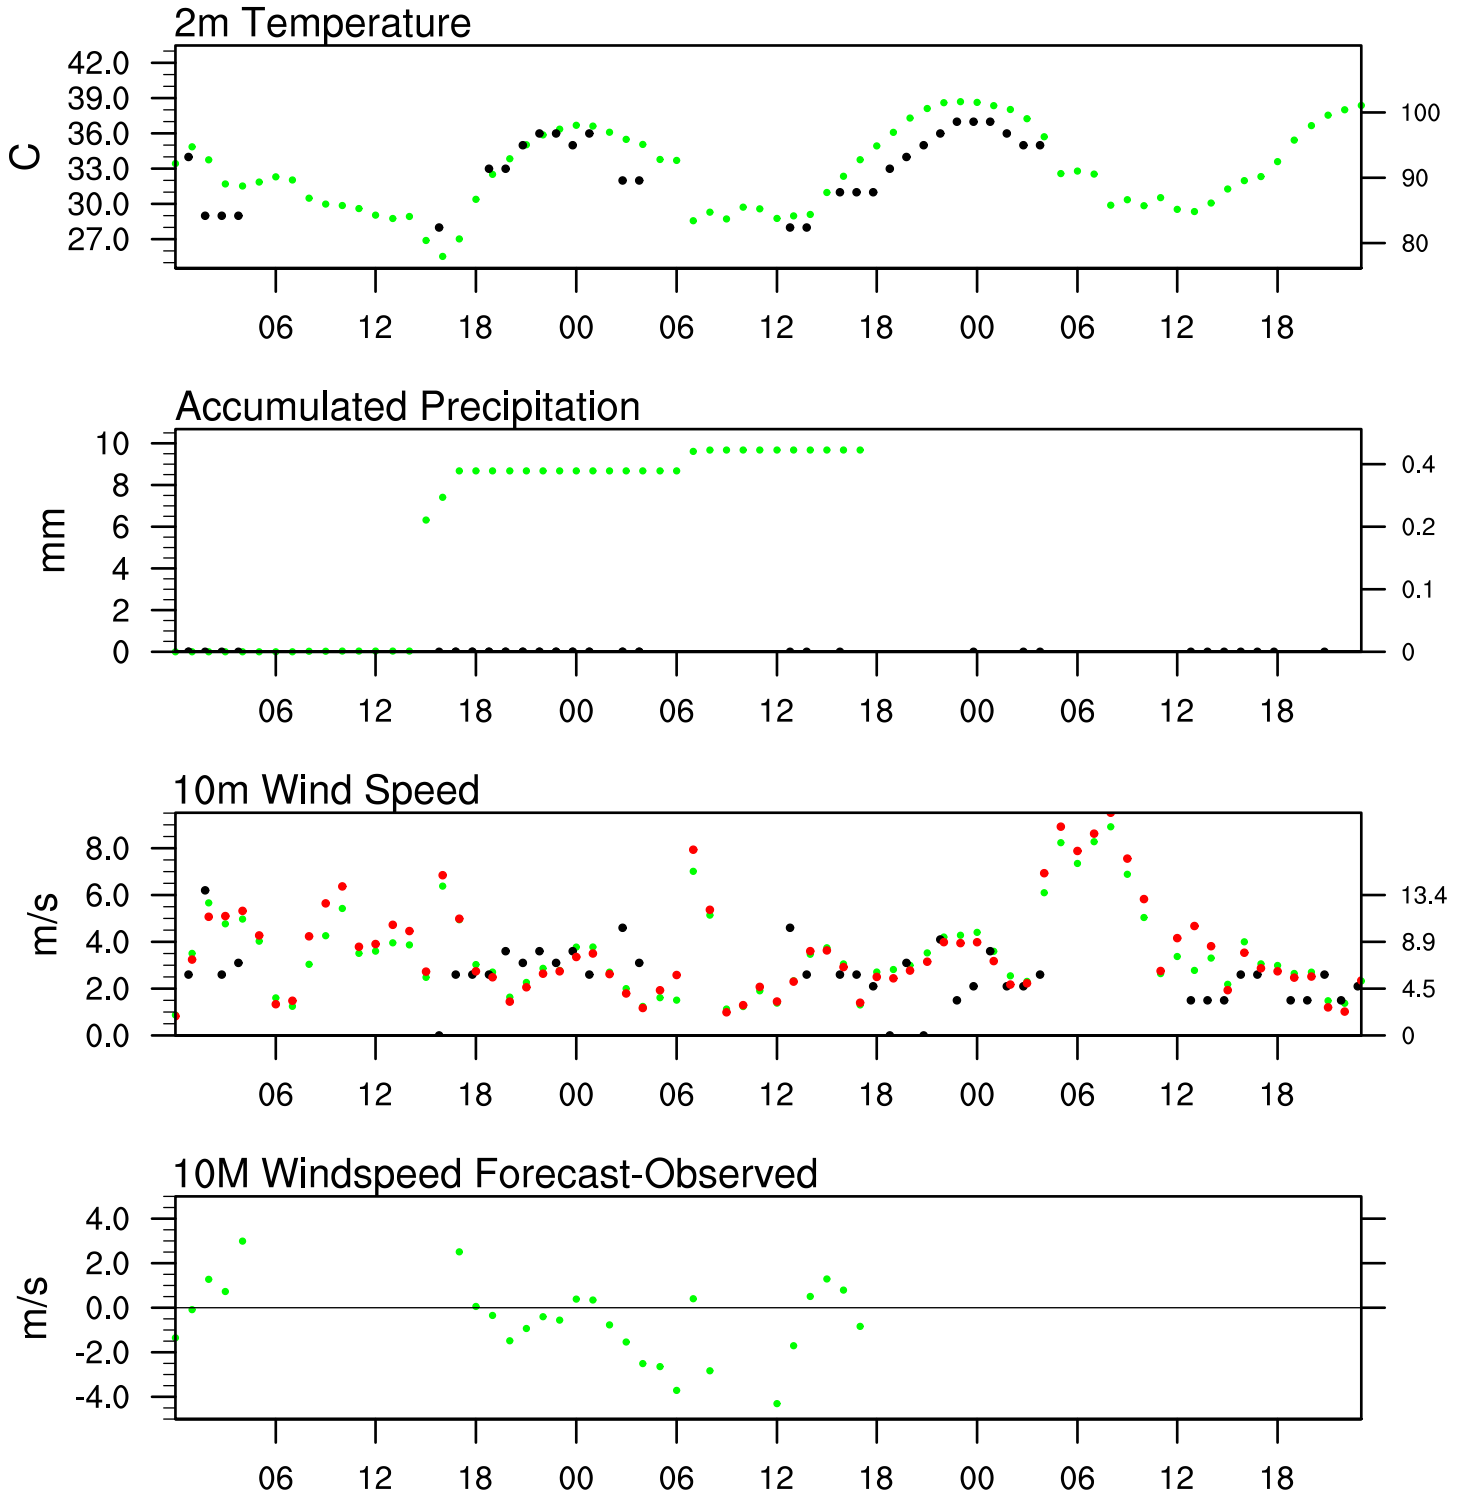 2m Temperature
42.0
39.0
36.0
33.0
30.0
27.0
C
100
90
80
06 12 18 00 06 12 18 00 06 12 18
Accumulated Precipitation
10
8
6
4
2
0
mm
0.4
0.2
0.1
0
06 12 18 00 06 12 18 00 06 12 18
10m Wind Speed
8.0
6.0
4.0
2.0
0.0
m/s
13.4
8.9
4.5
0
06 12 18 00 06 12 18 00 06 12 18
10M Windspeed Forecast-Observed
4.0
2.0
0.0
-2.0
-4.0
m/s
06 12 18 00 06 12 18 00 06 12 18